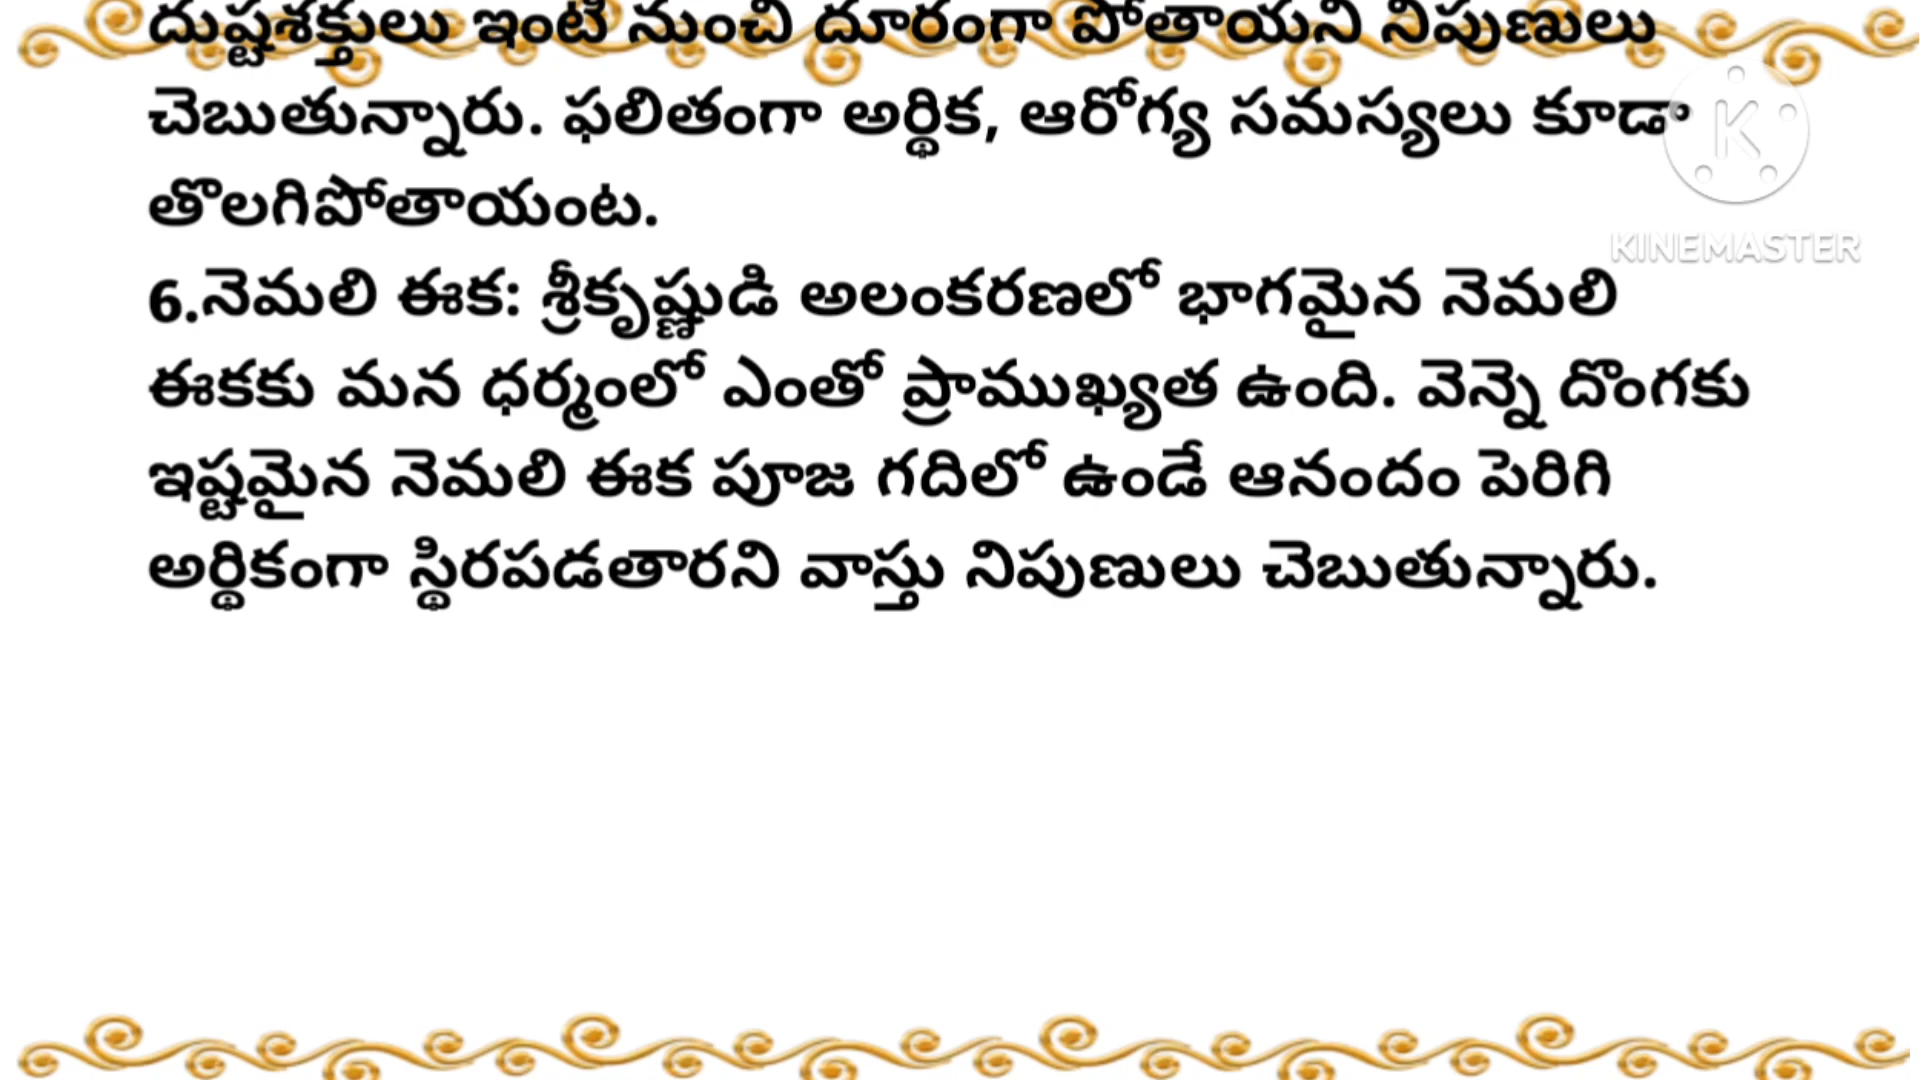 దుష్టశక్తులు ఇంటి నుంచి దూరంగా పోతాయని నిపుణులు
చెబుతున్నారు. ఫలితంగా అర్థిక, ఆరోగ్య సమస్యలు కూడా
తొలగిపోతాయంట.
6.నెమలి ఈక: శ్రీకృష్ణుడి అలంకరణలో భాగమైన నెమలి
ఈకకు మన ధర్మంలో ఎంతో ప్రాముఖ్యత ఉంది. వెన్నె దొంగకు
ఇష్టమైన నెమలి ఈక పూజ గదిలో ఉండే ఆనందం పెరిగి
అర్థికంగా స్థిరపడతారని వాస్తు నిపుణులు చెబుతున్నారు.
K
KINEMASTER